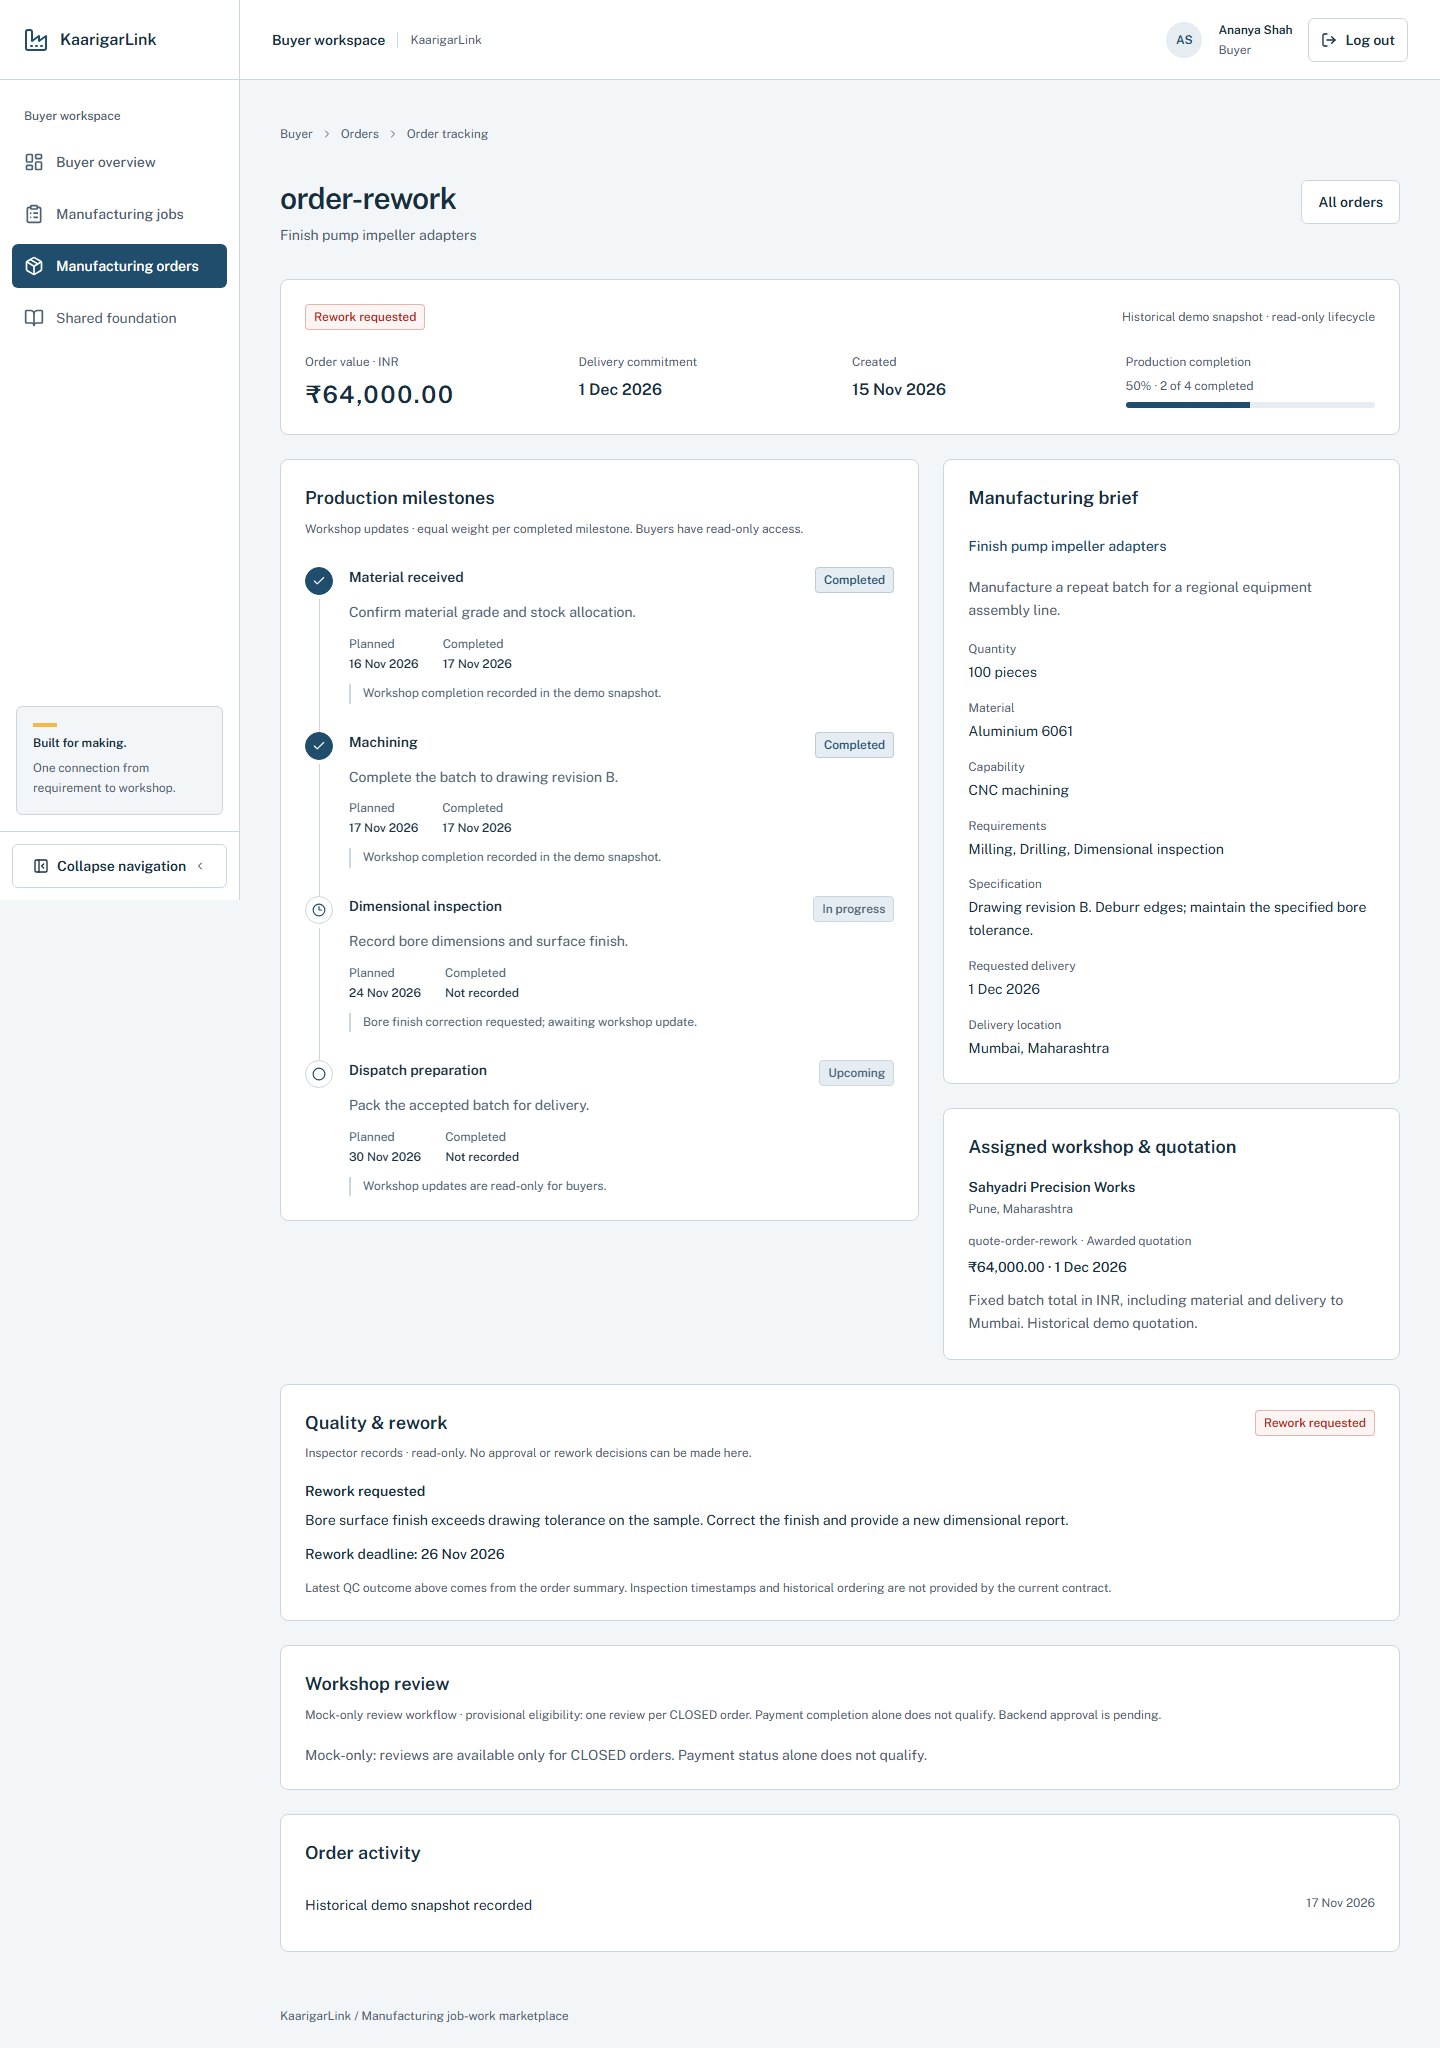 KaarigarLink
Buyer workspace
KaarigarLink
AS
Ananya Shah
Buyer
Log out
Buyer workspace
Buyer overview
Manufacturing jobs
Manufacturing orders
Shared foundation
Built for making.
One connection from
requirement to workshop.
Collapse navigation
Buyer > Orders > Order tracking
order-rework
Finish pump impeller adapters
All orders
Rework requested
Historical demo snapshot · read-only lifecycle
Order value · INR
₹64,000.00
Delivery commitment
1 Dec 2026
Created
15 Nov 2026
Production completion
50% · 2 of 4 completed
Production milestones
Workshop updates · equal weight per completed milestone. Buyers have read-only access.
Material received
Completed
Confirm material grade and stock allocation.
Planned
16 Nov 2026
Completed
17 Nov 2026
Workshop completion recorded in the demo snapshot.
Machining
Completed
Complete the batch to drawing revision B.
Planned
17 Nov 2026
Completed
17 Nov 2026
Workshop completion recorded in the demo snapshot.
Dimensional inspection
In progress
Record bore dimensions and surface finish.
Planned
24 Nov 2026
Completed
Not recorded
Bore finish correction requested; awaiting workshop update.
Dispatch preparation
Upcoming
Pack the accepted batch for delivery.
Planned
30 Nov 2026
Completed
Not recorded
Workshop updates are read-only for buyers.
Manufacturing brief
Finish pump impeller adapters
Manufacture a repeat batch for a regional equipment
assembly line.
Quantity
100 pieces
Material
Aluminium 6061
Capability
CNC machining
Requirements
Milling, Drilling, Dimensional inspection
Specification
Drawing revision B. Deburr edges; maintain the specified bore
tolerance.
Requested delivery
1 Dec 2026
Delivery location
Mumbai, Maharashtra
Assigned workshop & quotation
Sahyadri Precision Works
Pune, Maharashtra
quote-order-rework · Awarded quotation
₹64,000.00 · 1 Dec 2026
Fixed batch total in INR, including material and delivery to
Mumbai. Historical demo quotation.
Quality & rework
Rework requested
Inspector records · read-only. No approval or rework decisions can be made here.
Rework requested
Bore surface finish exceeds drawing tolerance on the sample. Correct the finish and provide a new dimensional report.
Rework deadline: 26 Nov 2026
Latest QC outcome above comes from the order summary. Inspection timestamps and historical ordering are not provided by the current contract.
Workshop review
Mock-only review workflow · provisional eligibility: one review per CLOSED order. Payment completion alone does not qualify. Backend approval is pending.
Mock-only: reviews are available only for CLOSED orders. Payment status alone does not qualify.
Order activity
Historical demo snapshot recorded
17 Nov 2026
KaarigarLink / Manufacturing job-work marketplace